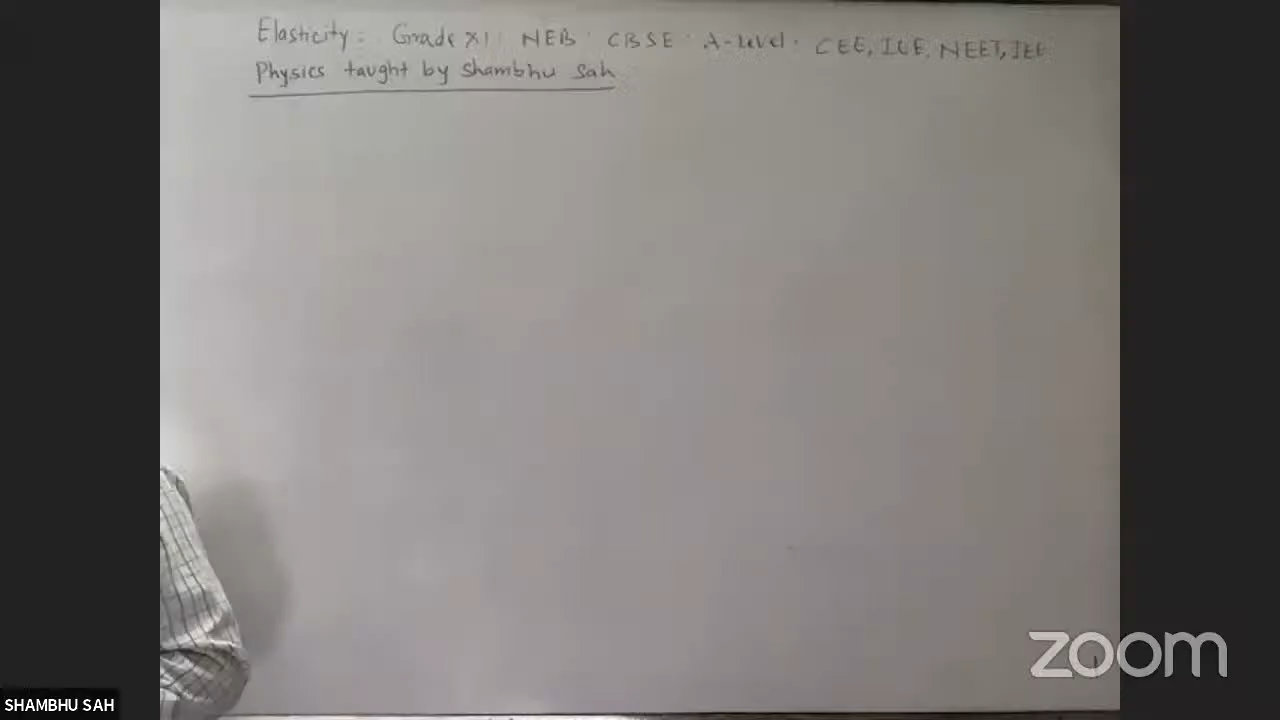 Elasticity: Grade XI: NEB · CBSE · A-Level · CEE, IOE, NEET, JEE
Physics taught by Shambhu Sah
zoom
SHAMBHU SAH